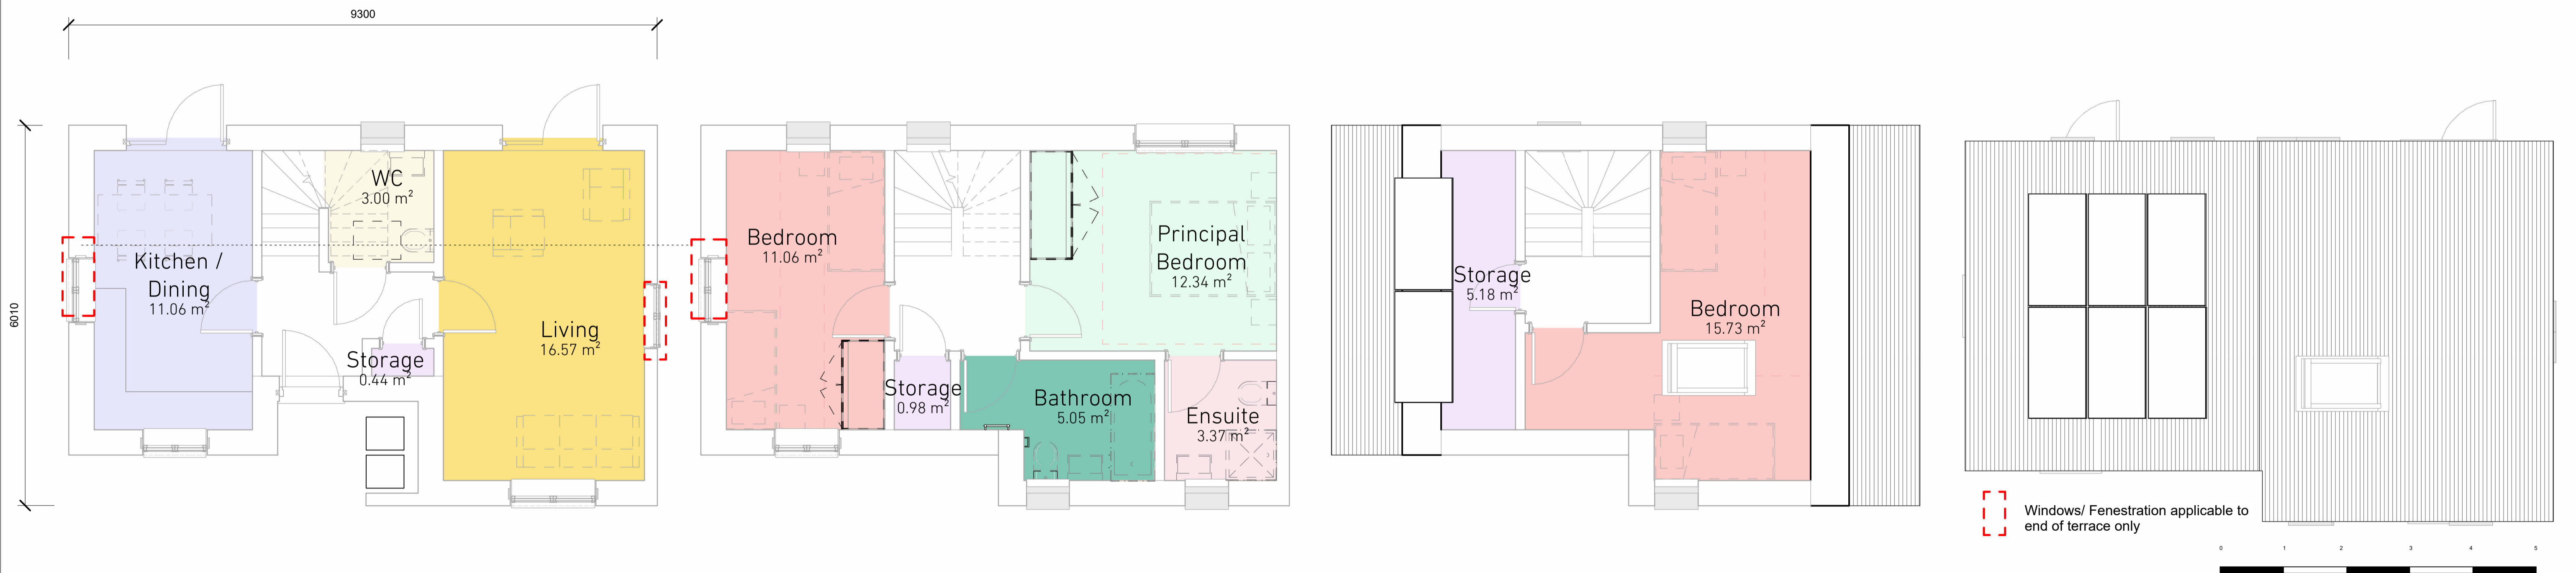 9300
6010
Kitchen /
Dining
11.06 m²
WC
3.00 m²
Storage
0.44 m²
Living
16.57 m²
Bedroom
11.06 m²
Storage
0.98 m²
Principal
Bedroom
12.34 m²
Bathroom
5.05 m²
Ensuite
3.37 m²
Storage
5.18 m²
Bedroom
15.73 m²
Windows/ Fenestration applicable to
end of terrace only
0 1 2 3 4 5